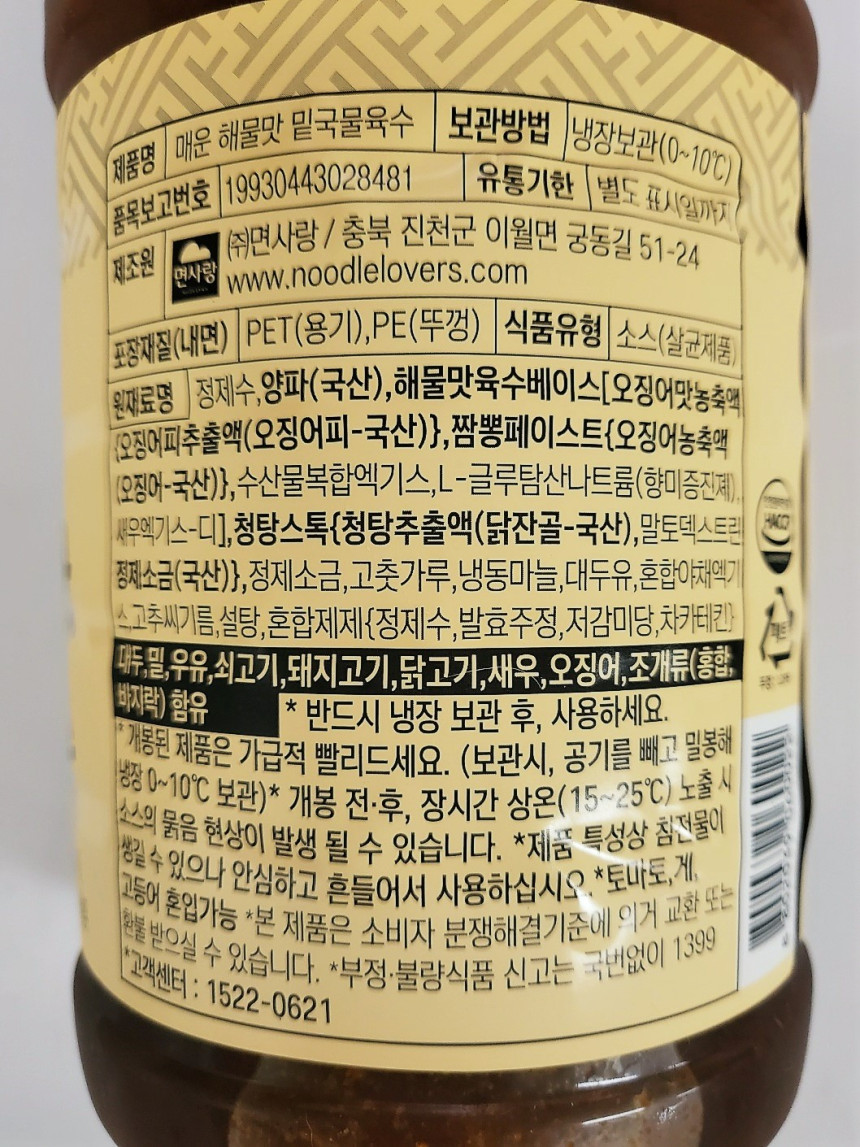 제품명 매운 해물맛 밑국물육수 보관방법 냉장보관(0~10℃)
품목보고번호 19930443028481 유통기한 별도 표시일까지
제조원 면사랑 ㈜면사랑 / 충북 진천군 이월면 궁동길 51-24
www.noodlelovers.com
포장재질(내면) PET(용기),PE(뚜껑) 식품유형 소스(살균제품)
원재료명 정제수,양파(국산),해물맛육수베이스[오징어맛농축액
{오징어피추출액(오징어피-국산)},짬뽕페이스트{오징어농축액
(오징어-국산)},수산물복합엑기스,L-글루탐산나트륨(향미증진제),
새우엑기스-디],청탕스톡{청탕추출액(닭잔골-국산),말토덱스트린,
정제소금(국산)},정제소금,고춧가루,냉동마늘,대두유,혼합야채엑기
스,고추씨기름,설탕,혼합제제{정제수,발효주정,저감미당,차카테킨}
대두,밀,우유,쇠고기,돼지고기,닭고기,새우,오징어,조개류(홍합,
바지락) 함유 * 반드시 냉장 보관 후, 사용하세요.
* 개봉된 제품은 가급적 빨리드세요. (보관시, 공기를 빼고 밀봉해
냉장 0~10℃ 보관)* 개봉 전·후, 장시간 상온(15~25℃) 노출 시
소스의 묽음 현상이 발생 될 수 있습니다. *제품 특성상 침전물이
생길 수 있으나 안심하고 흔들어서 사용하십시오.*토마토,게,
고등어 혼입가능 *본 제품은 소비자 분쟁해결기준에 의거 교환 또는
환불 받으실 수 있습니다. *부정·불량식품 신고는 국번없이 1399
*고객센터 : 1522-0621
HACCP
페트